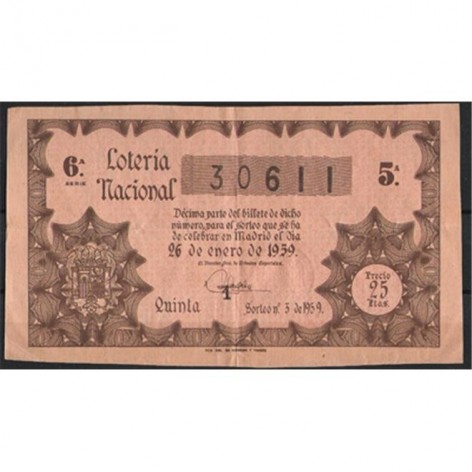 6.ª
SERIE
Lotería
Nacional
30611
5.ª
Décima parte del billete de dicho
número, para el sorteo que se ha
de celebrar en Madrid el día
26 de enero de 1959.
Quinta
Sorteo nº 3 de 1959.
Precio
25
Ptas.